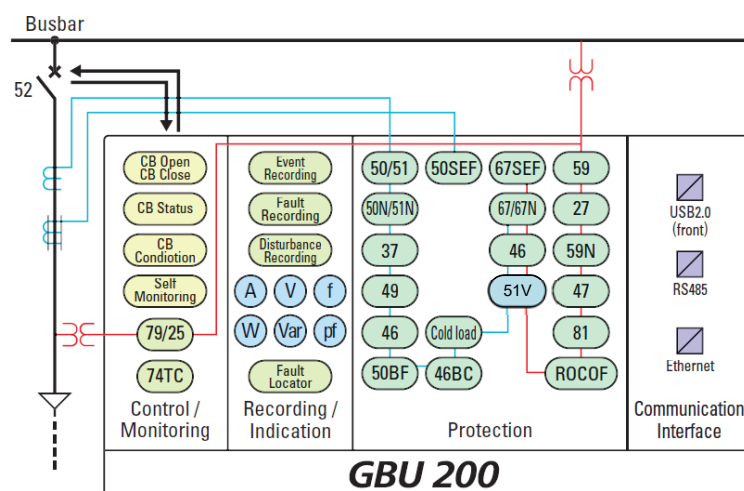 Busbar
52
CB Open
CB Close
CB Status
CB
Condiotion
Self
Monitoring
79/25
74TC
Control /
Monitoring
Event
Recording
Fault
Recording
Disturbance
Recording
A V f
W Var pf
Fault
Locator
Recording /
Indication
50/51 50SEF 67SEF 59
50N/51N 67/67N 27
37 46 59N
49 51V 47
46 Cold load 81
50BF 46BC ROCOF
Protection
USB2.0
(front)
RS485
Ethernet
Communication
Interface
GBU 200